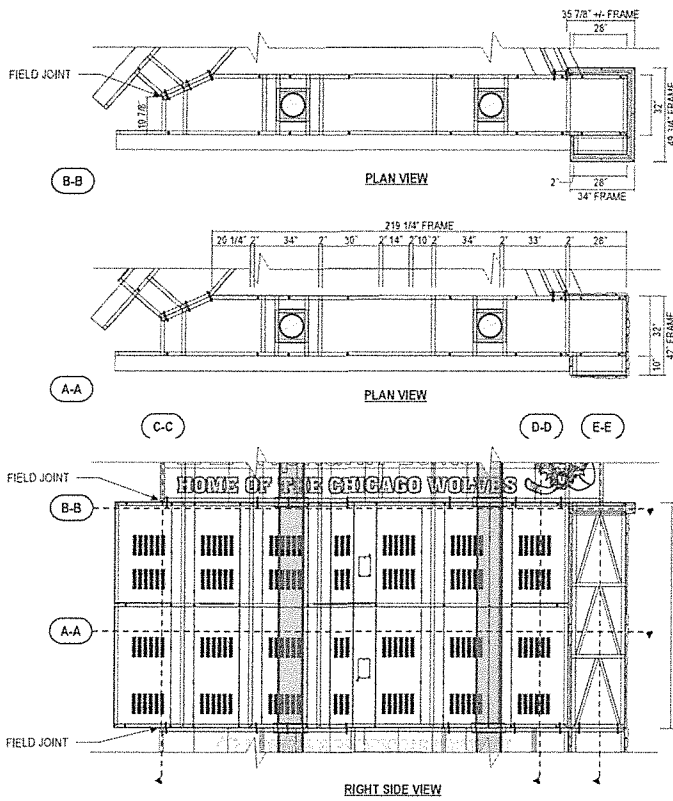 35 7/8" +/- FRAME
28"
FIELD JOINT
19 7/8"
32"
49 3/4" FRAME
B-B
PLAN VIEW
2"
28"
34" FRAME
219 1/4" FRAME
20 1/4" 2" 34" 2" 30" 2" 14" 2" 10" 2" 34" 33" 2" 28"
32"
10"
42" FRAME
A-A
PLAN VIEW
C-C
D-D
E-E
FIELD JOINT
HOME OF THE CHICAGO WOLVES
B-B
A-A
FIELD JOINT
RIGHT SIDE VIEW